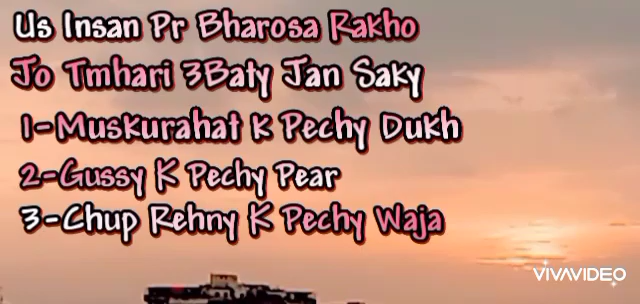 Us Insan Pr Bharosa Rakho
Jo Tmhari 3Baty Jan Saky
1-Muskurahat K Pechy Dukh
2-Gussy K Pechy Pear
3-Chup Rehny K Pechy Waja
VIVAVIDEO